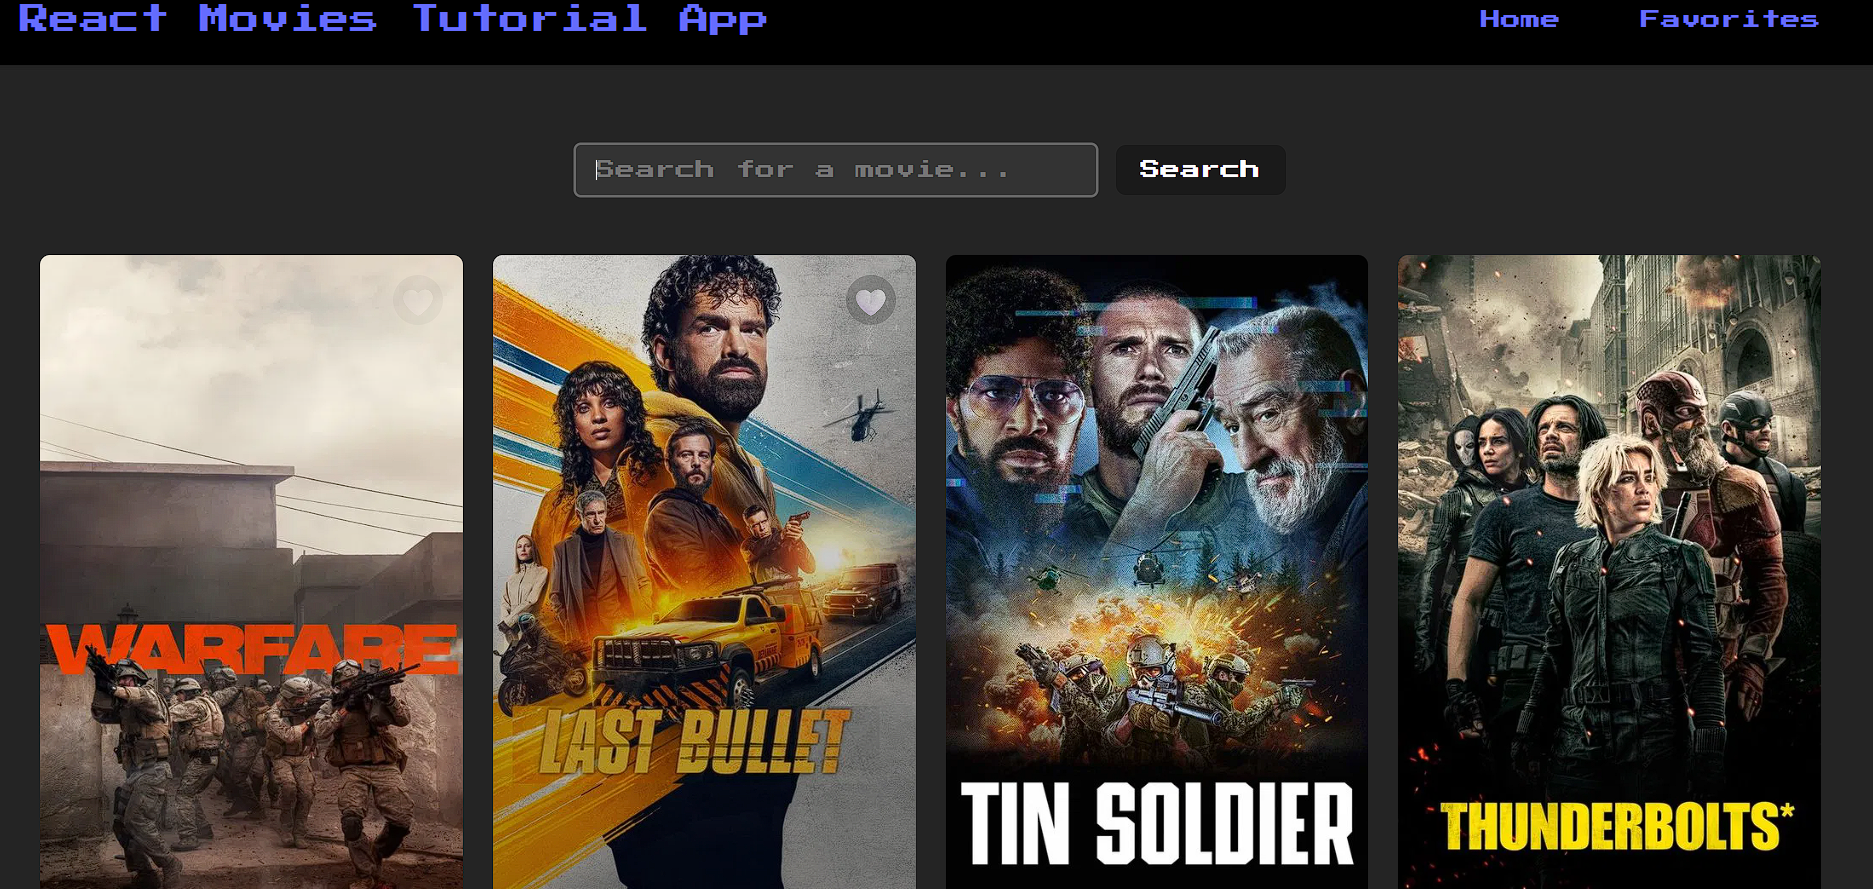 React Movies Tutorial App
Home
Favorites
Search for a movie...
Search
WARFARE
LAST BULLET
TIN SOLDIER
THUNDERBOLTS*